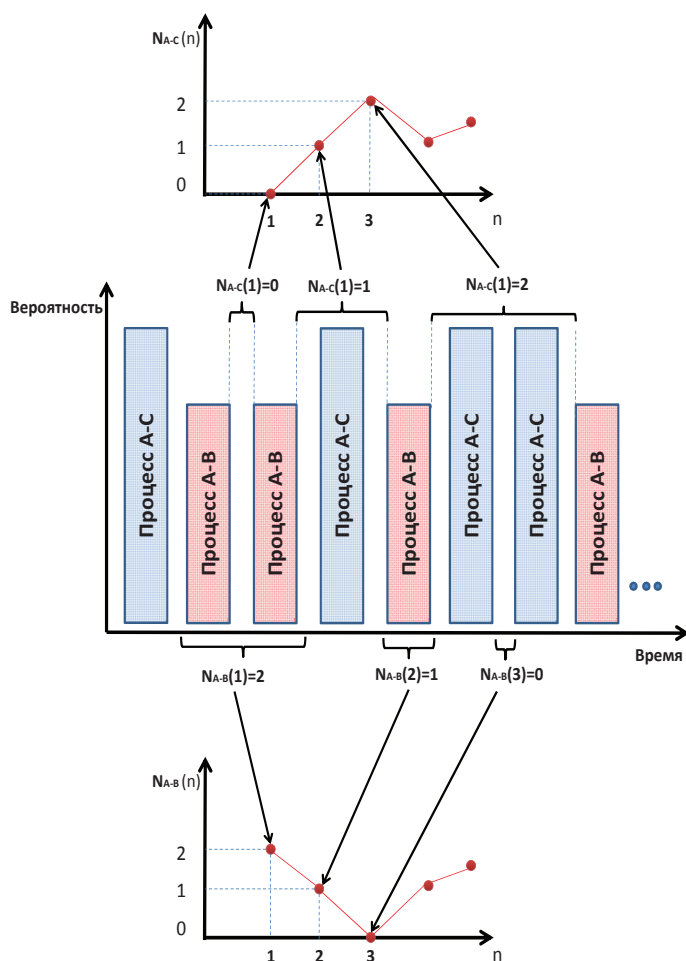 NA-C(n)
2
1
0
1 2 3 n
NA-C(1)=0 NA-C(1)=1 NA-C(1)=2
Вероятность
Процесс A-C
Процесс A-B
Процесс A-B
Процесс A-C
Процесс A-B
Процесс A-C
Процесс A-C
Процесс A-B
Время
NA-B(1)=2 NA-B(2)=1 NA-B(3)=0
NA-B(n)
2
1
0
1 2 3 n